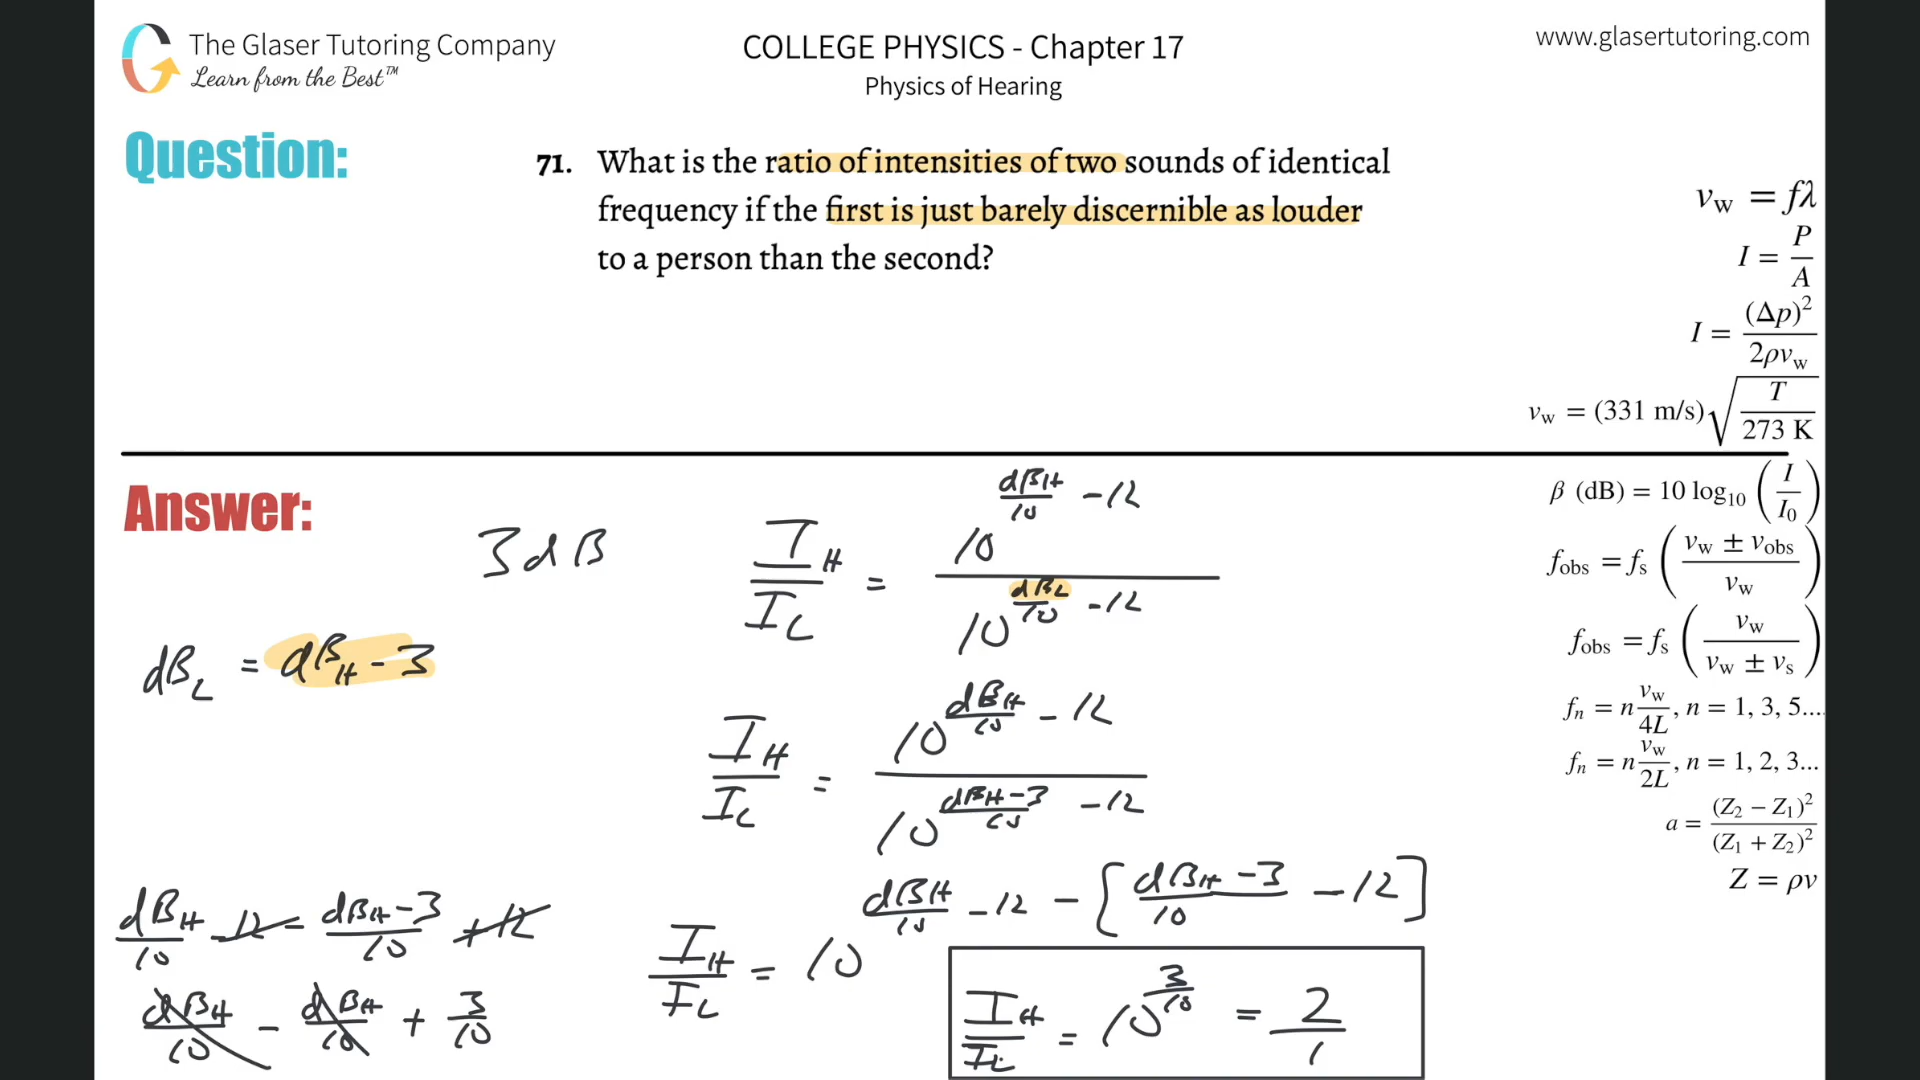 The Glaser Tutoring Company
Learn from the Best™
COLLEGE PHYSICS - Chapter 17
Physics of Hearing
www.glasertutoring.com
Question:
71. What is the ratio of intensities of two sounds of identical
frequency if the first is just barely discernible as louder
to a person than the second?
v_w = fλ
I = P/A
I = (Δp)²/2ρv_w
v_w = (331 m/s)√(T/273 K)
β (dB) = 10 log₁₀ (I/I₀)
f_obs = f_s ((v_w ± v_obs)/v_w)
f_obs = f_s (v_w/(v_w ± v_s))
f_n = n v_w/4L, n = 1, 3, 5...
f_n = n v_w/2L, n = 1, 2, 3...
a = (Z₂ − Z₁)²/(Z₁ + Z₂)²
Z = ρv
Answer:
3dB
dB_L = dB_H - 3
I_H/I_L = 10^(dB_H/10 - 12) / 10^(dB_L/10 - 12)
I_H/I_L = 10^(dB_H/10 - 12) / 10^((dB_H - 3)/10 - 12)
I_H/I_L = 10^(dB_H/10 - 12 - [(dB_H - 3)/10 - 12])
dB_H/10 - 12 - (dB_H - 3)/10 + 12
dB_H/10 - dB_H/10 + 3/10
I_H/I_L = 10^(3/10) = 2/1